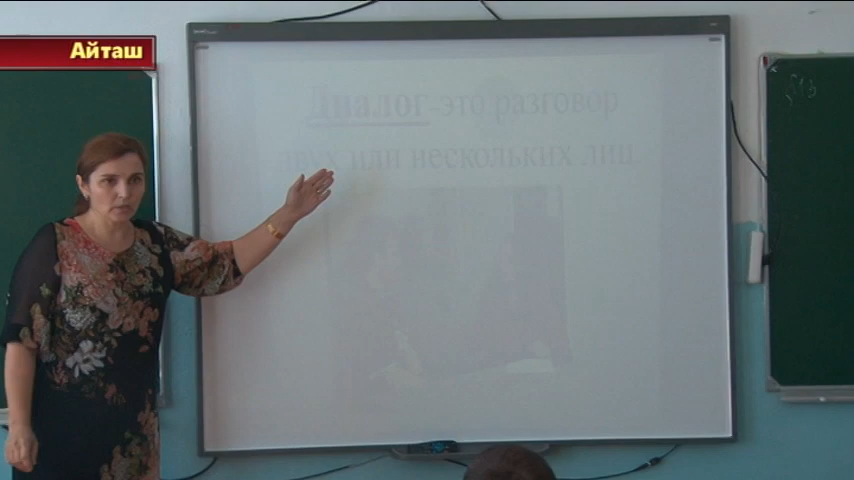 Айташ
Диалог-это разговор
двух или нескольких лиц